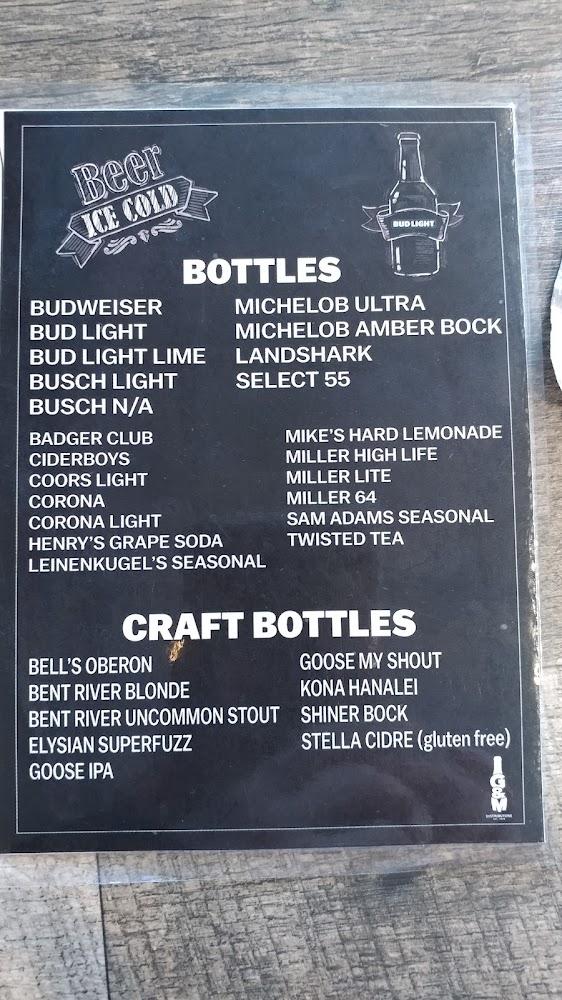 Beer
ICE COLD
BUD LIGHT
BOTTLES
BUDWEISER
BUD LIGHT
BUD LIGHT LIME
BUSCH LIGHT
BUSCH N/A
MICHELOB ULTRA
MICHELOB AMBER BOCK
LANDSHARK
SELECT 55
BADGER CLUB
CIDERBOYS
COORS LIGHT
CORONA
CORONA LIGHT
HENRY'S GRAPE SODA
LEINENKUGEL'S SEASONAL
MIKE'S HARD LEMONADE
MILLER HIGH LIFE
MILLER LITE
MILLER 64
SAM ADAMS SEASONAL
TWISTED TEA
CRAFT BOTTLES
BELL'S OBERON
BENT RIVER BLONDE
BENT RIVER UNCOMMON STOUT
ELYSIAN SUPERFUZZ
GOOSE IPA
GOOSE MY SHOUT
KONA HANALEI
SHINER BOCK
STELLA CIDRE (gluten free)
G&M